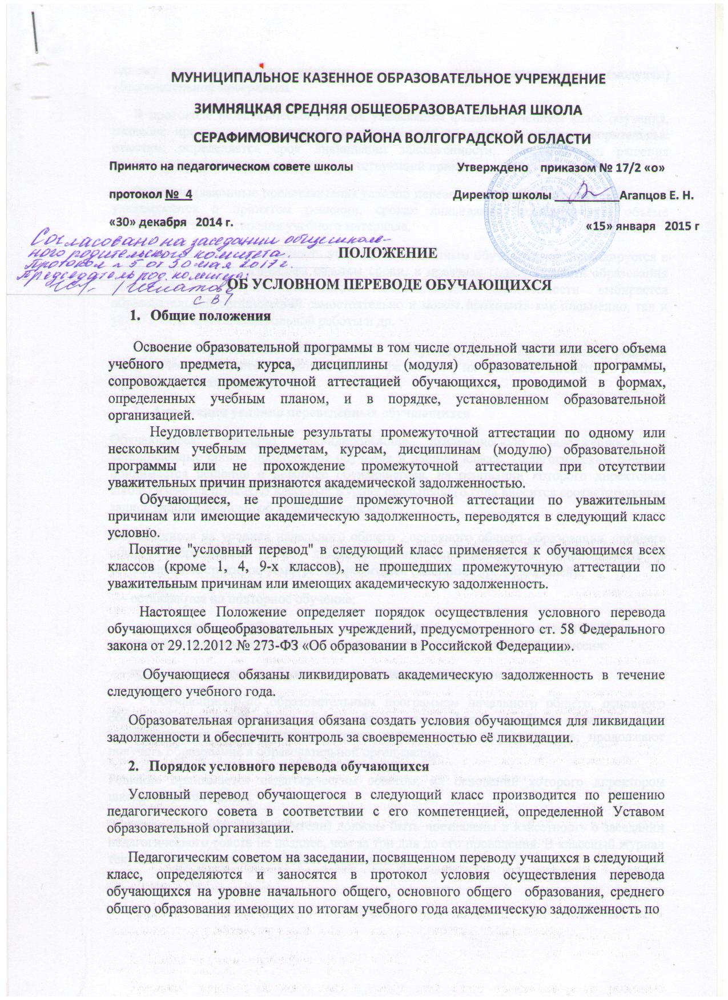 МУНИЦИПАЛЬНОЕ КАЗЕННОЕ ОБРАЗОВАТЕЛЬНОЕ УЧРЕЖДЕНИЕ
ЗИМНЯЦКАЯ СРЕДНЯЯ ОБЩЕОБРАЗОВАТЕЛЬНАЯ ШКОЛА
СЕРАФИМОВИЧСКОГО РАЙОНА ВОЛГОГРАДСКОЙ ОБЛАСТИ
Принято на педагогическом совете школы Утверждено приказом № 17/2 «о»
протокол № 4 Директор школы Агапцов Е. Н.
«30» декабря 2014 г. «15» января 2015 г
Согласовано на заседании общешколь-
ного родительского комитета.
Протокол № 5 от 30 мая 2017 г.
Председатель род. комитета:
ПОЛОЖЕНИЕ
ОБ УСЛОВНОМ ПЕРЕВОДЕ ОБУЧАЮЩИХСЯ
1. Общие положения
Освоение образовательной программы в том числе отдельной части или всего объема
учебного предмета, курса, дисциплины (модуля) образовательной программы,
сопровождается промежуточной аттестацией обучающихся, проводимой в формах,
определенных учебным планом, и в порядке, установленном образовательной
организацией.
Неудовлетворительные результаты промежуточной аттестации по одному или
нескольким учебным предметам, курсам, дисциплинам (модулю) образовательной
программы или не прохождение промежуточной аттестации при отсутствии
уважительных причин признаются академической задолженностью.
Обучающиеся, не прошедшие промежуточной аттестации по уважительным
причинам или имеющие академическую задолженность, переводятся в следующий класс
условно.
Понятие "условный перевод" в следующий класс применяется к обучающимся всех
классов (кроме 1, 4, 9-х классов), не прошедших промежуточную аттестации по
уважительным причинам или имеющих академическую задолженность.
Настоящее Положение определяет порядок осуществления условного перевода
обучающихся общеобразовательных учреждений, предусмотренного ст. 58 Федерального
закона от 29.12.2012 № 273-ФЗ «Об образовании в Российской Федерации».
Обучающиеся обязаны ликвидировать академическую задолженность в течение
следующего учебного года.
Образовательная организация обязана создать условия обучающимся для ликвидации
задолженности и обеспечить контроль за своевременностью её ликвидации.
2. Порядок условного перевода обучающихся
Условный перевод обучающегося в следующий класс производится по решению
педагогического совета в соответствии с его компетенцией, определенной Уставом
образовательной организации.
Педагогическим советом на заседании, посвященном переводу учащихся в следующий
класс, определяются и заносятся в протокол условия осуществления перевода
обучающихся на уровне начального общего, основного общего образования, среднего
общего образования имеющих по итогам учебного года академическую задолженность по